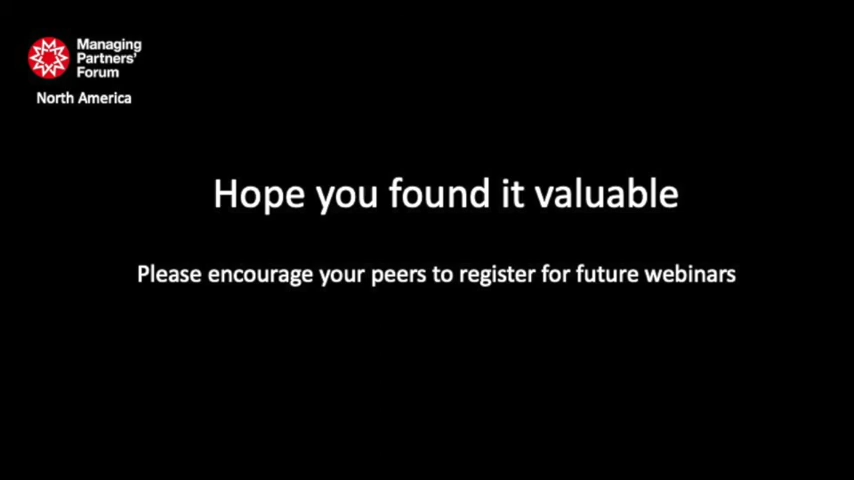 Managing
Partners'
Forum
North America
Hope you found it valuable
Please encourage your peers to register for future webinars